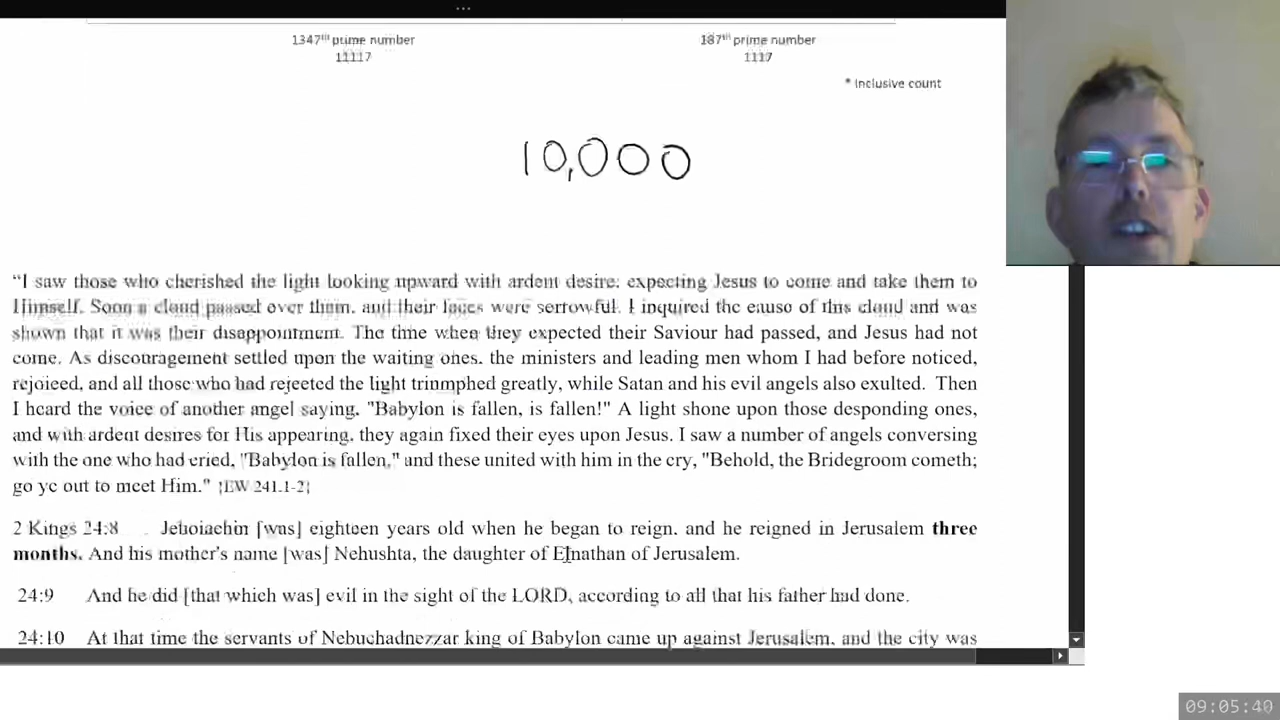 1347th prime number
11117
187th prime number
1117
* Inclusive count
10,000
"I saw those who cherished the light looking upward with ardent desire; expecting Jesus to come and take them to
Himself. Soon a cloud passed over them, and their faces were sorrowful. I inquired the cause of this cloud and was
shown that it was their disappointment. The time when they expected their Saviour had passed, and Jesus had not
come. As discouragement settled upon the waiting ones, the ministers and leading men whom I had before noticed,
rejoiced, and all those who had rejected the light triumphed greatly, while Satan and his evil angels also exulted. Then
I heard the voice of another angel saying, "Babylon is fallen, is fallen!" A light shone upon those desponding ones,
and with ardent desires for His appearing, they again fixed their eyes upon Jesus. I saw a number of angels conversing
with the one who had cried, "Babylon is fallen," and these united with him in the cry, "Behold, the Bridegroom cometh;
go ye out to meet Him." {EW 241.1-2}
2 Kings 24:8 Jehoiachin [was] eighteen years old when he began to reign, and he reigned in Jerusalem three
months. And his mother's name [was] Nehushta, the daughter of Elnathan of Jerusalem.
24:9 And he did [that which was] evil in the sight of the LORD, according to all that his father had done.
24:10 At that time the servants of Nebuchadnezzar king of Babylon came up against Jerusalem, and the city was
09:05:40